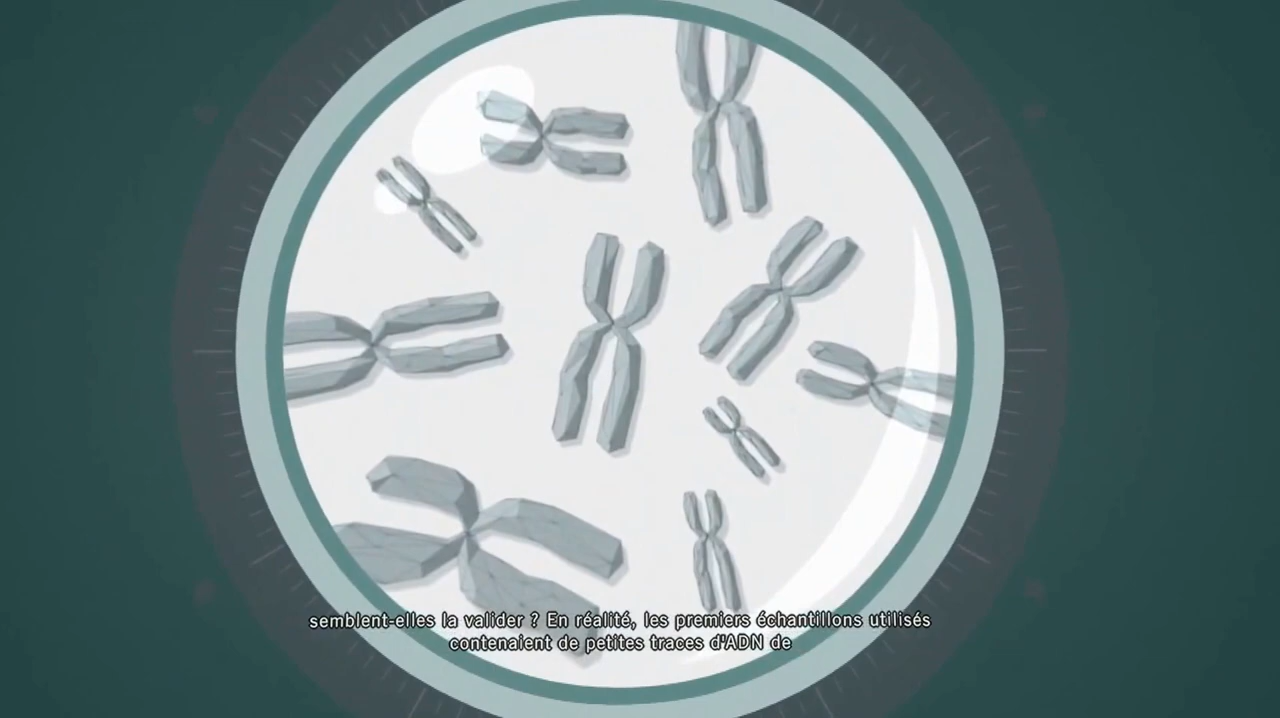 semblent-elles la valider ? En réalité, les premiers échantillons utilisés
contenaient de petites traces d'ADN de